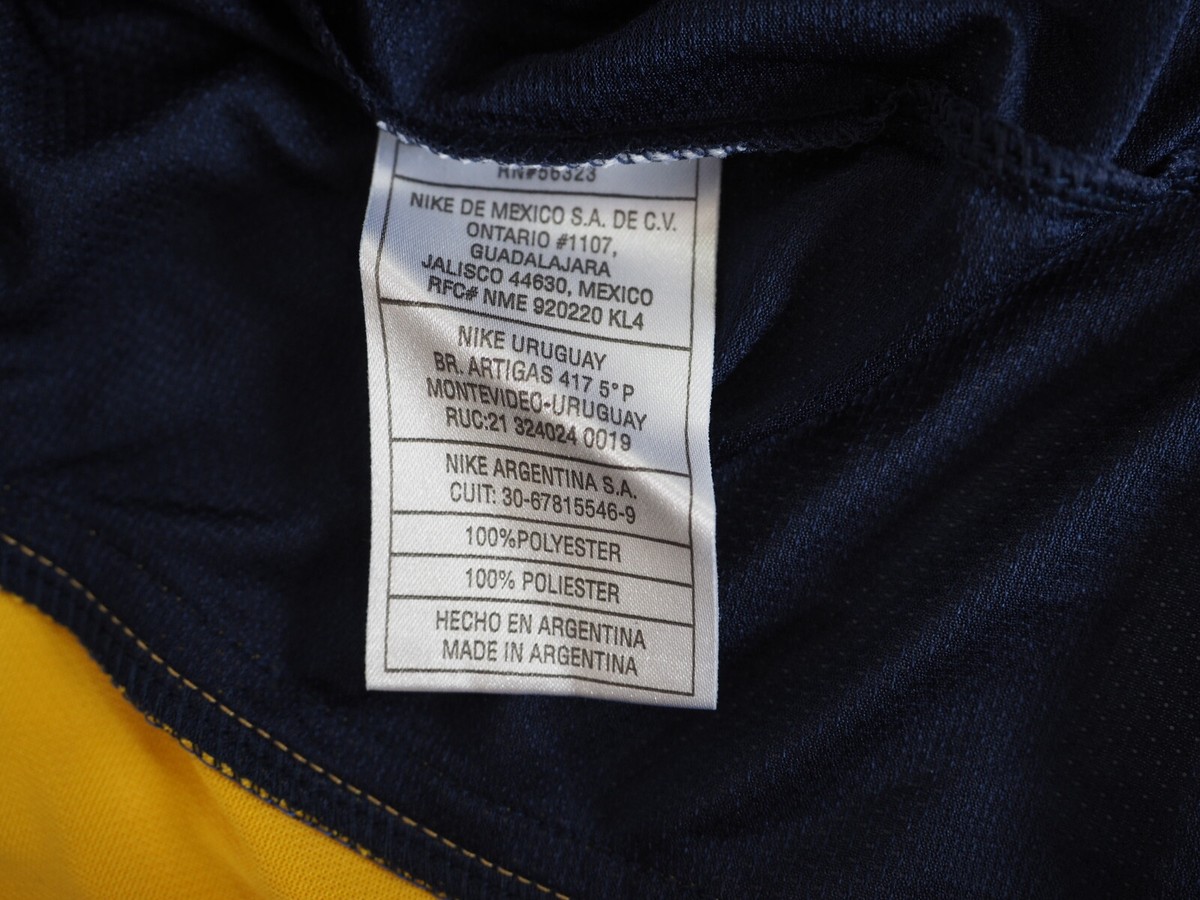 RN#56323
NIKE DE MEXICO S.A. DE C.V.
ONTARIO #1107,
GUADALAJARA
JALISCO 44630, MEXICO
RFC# NME 920220 KL4
NIKE URUGUAY
BR. ARTIGAS 417 5° P
MONTEVIDEO-URUGUAY
RUC:21 324024 0019
NIKE ARGENTINA S.A.
CUIT: 30-67815546-9
100%POLYESTER
100% POLIESTER
HECHO EN ARGENTINA
MADE IN ARGENTINA